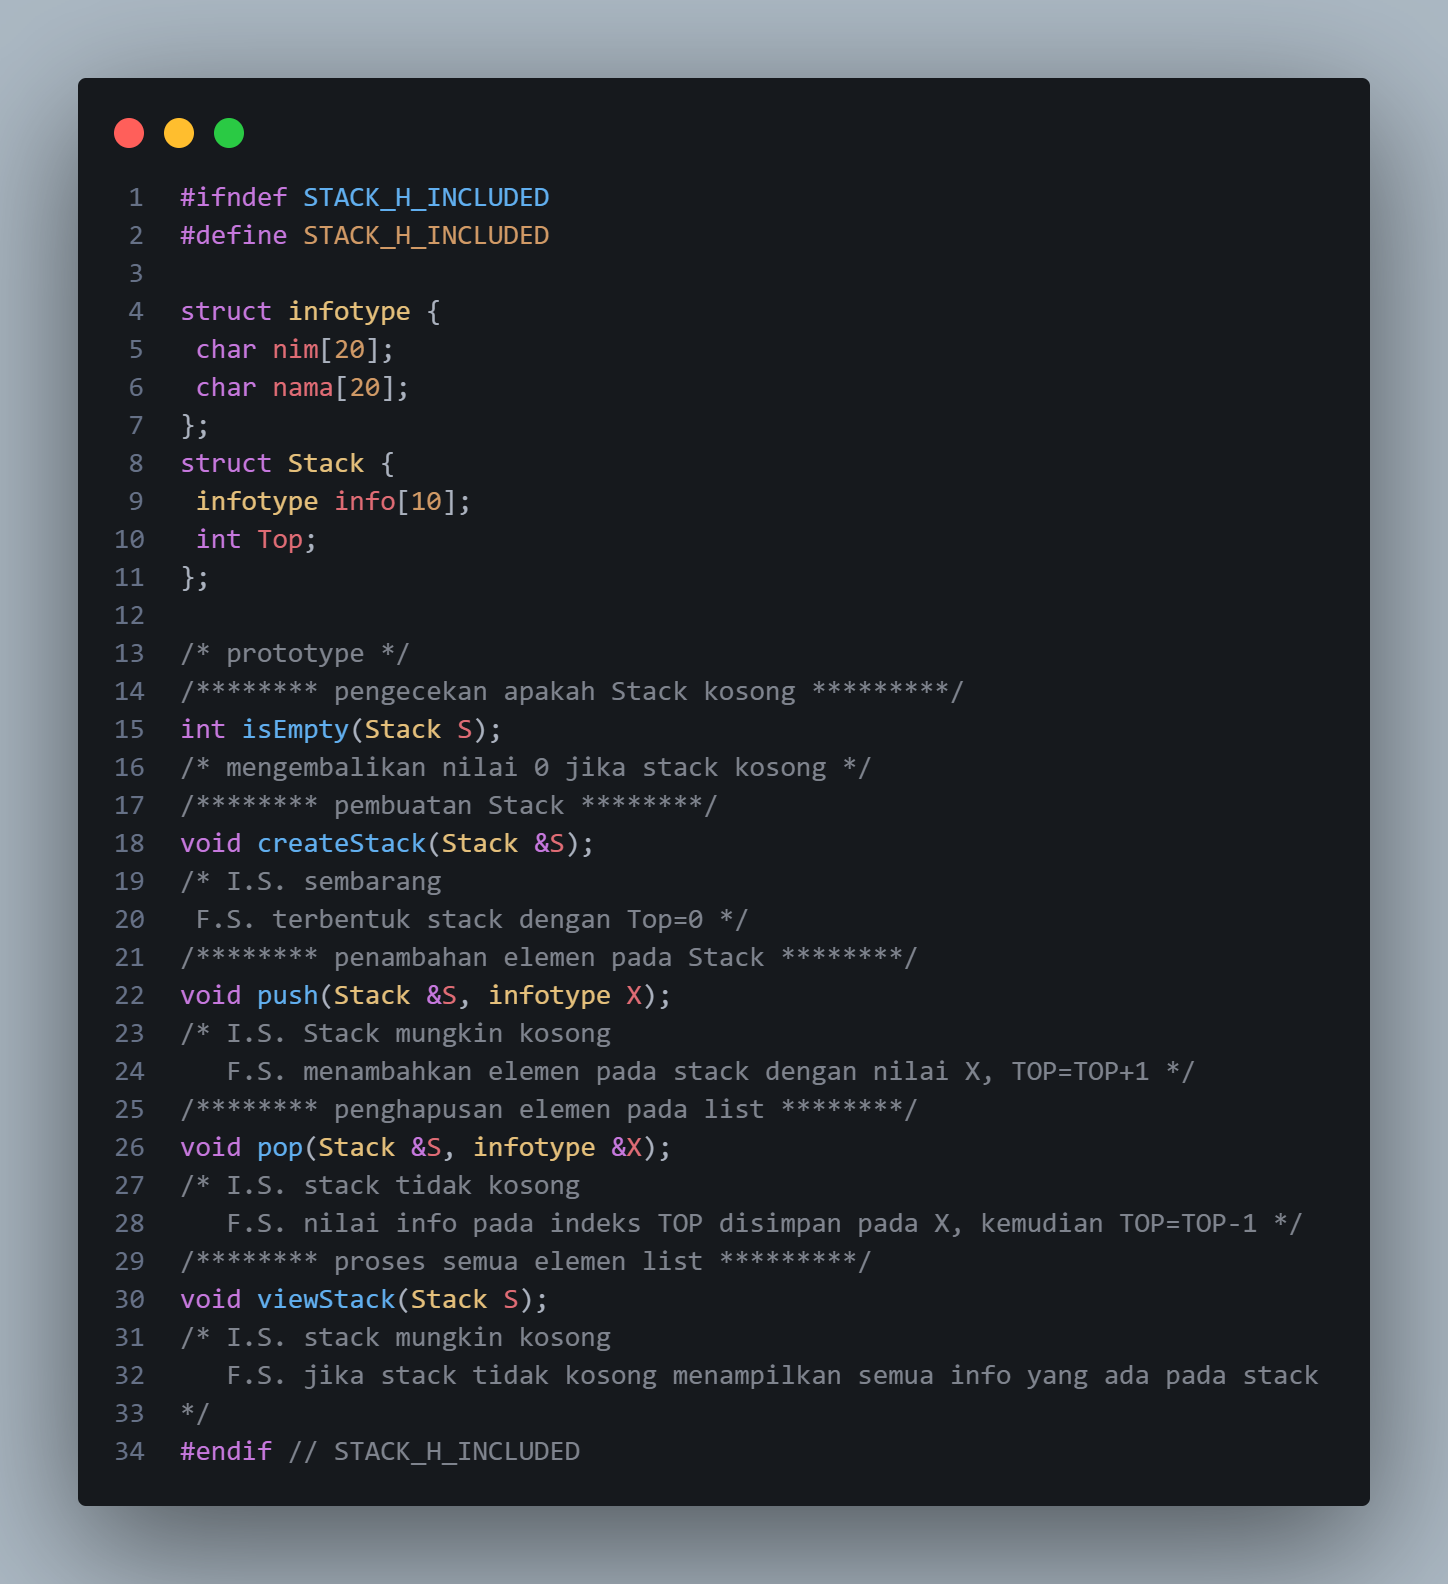 1 #ifndef STACK_H_INCLUDED
2 #define STACK_H_INCLUDED
3
4 struct infotype {
5  char nim[20];
6  char nama[20];
7 };
8 struct Stack {
9  infotype info[10];
10  int Top;
11 };
12
13 /* prototype */
14 /******** pengecekan apakah Stack kosong *********/
15 int isEmpty(Stack S);
16 /* mengembalikan nilai 0 jika stack kosong */
17 /******** pembuatan Stack ********/
18 void createStack(Stack &S);
19 /* I.S. sembarang
20  F.S. terbentuk stack dengan Top=0 */
21 /******** penambahan elemen pada Stack ********/
22 void push(Stack &S, infotype X);
23 /* I.S. Stack mungkin kosong
24    F.S. menambahkan elemen pada stack dengan nilai X, TOP=TOP+1 */
25 /******** penghapusan elemen pada list ********/
26 void pop(Stack &S, infotype &X);
27 /* I.S. stack tidak kosong
28    F.S. nilai info pada indeks TOP disimpan pada X, kemudian TOP=TOP-1 */
29 /******** proses semua elemen list *********/
30 void viewStack(Stack S);
31 /* I.S. stack mungkin kosong
32    F.S. jika stack tidak kosong menampilkan semua info yang ada pada stack
33 */
34 #endif // STACK_H_INCLUDED